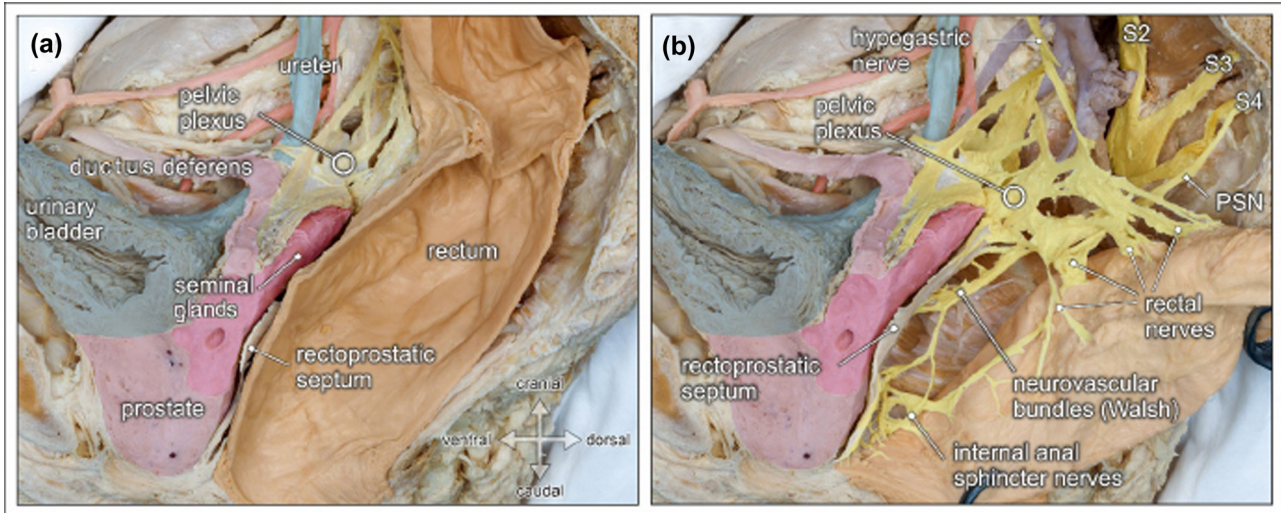 (a)
ureter
pelvic
plexus
ductus deferens
urinary
bladder
rectum
seminal
glands
rectoprostatic
septum
prostate
cranial
ventral
dorsal
caudal
(b)
hypogastric
nerve
S2
S3
S4
pelvic
plexus
PSN
rectal
nerves
rectoprostatic
septum
neurovascular
bundles (Walsh)
internal anal
sphincter nerves